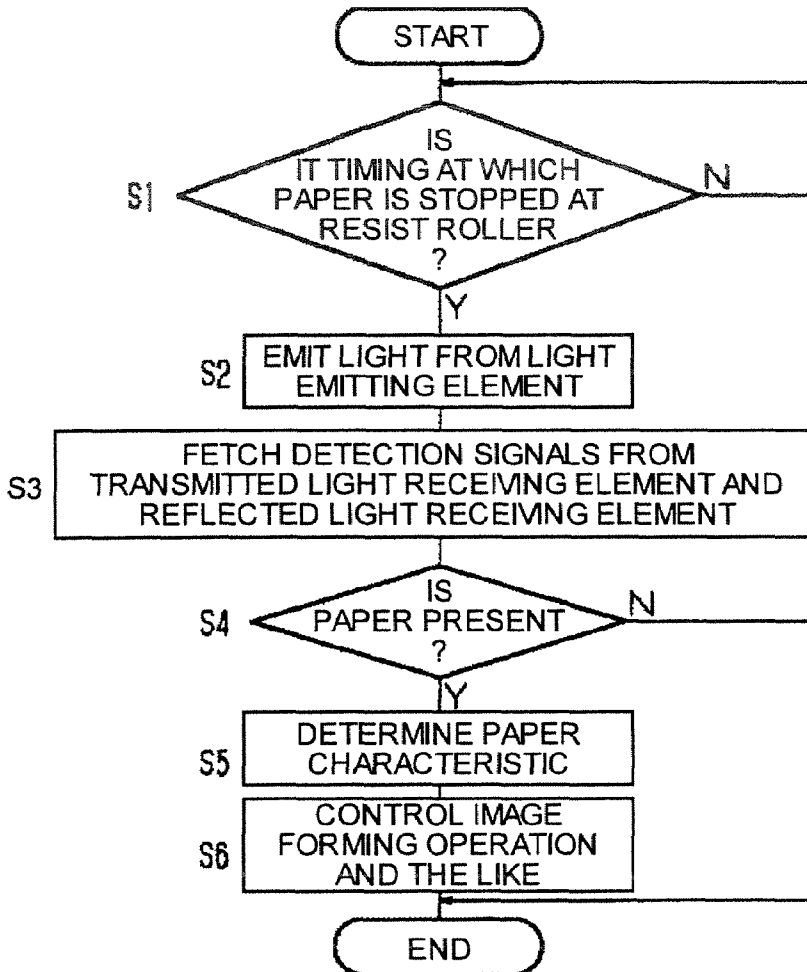 START
IS
IT TIMING AT WHICH
PAPER IS STOPPED AT
RESIST ROLLER
?
S1
N
Y
S2
EMIT LIGHT FROM LIGHT
EMITTING ELEMENT
S3
FETCH DETECTION SIGNALS FROM
TRANSMITTED LIGHT RECEIVING ELEMENT AND
REFLECTED LIGHT RECEIVING ELEMENT
S4
IS
PAPER PRESENT
?
N
Y
S5
DETERMINE PAPER
CHARACTERISTIC
S6
CONTROL IMAGE
FORMING OPERATION
AND THE LIKE
END